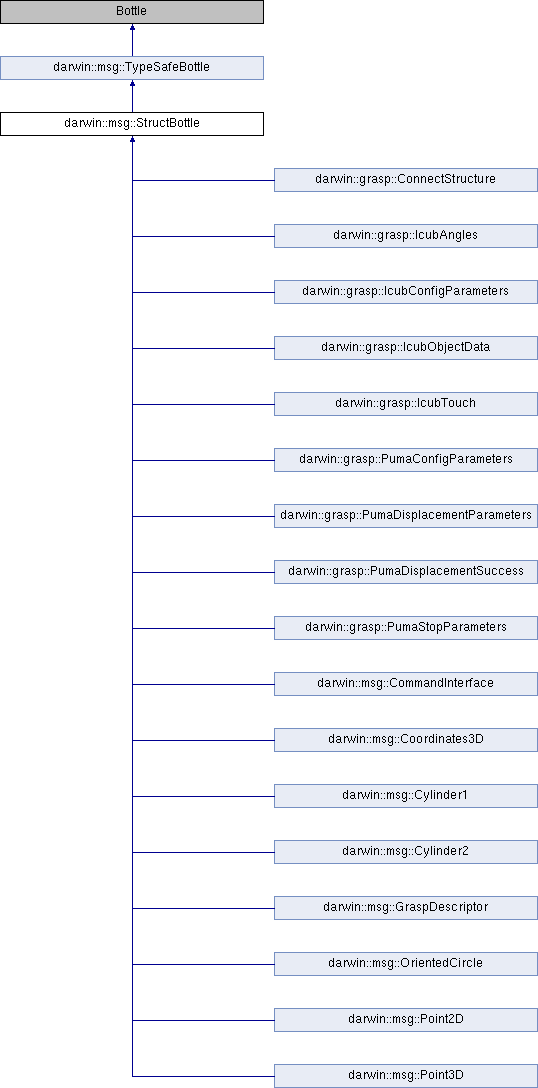 Bottle
darwin::msg::TypeSafeBottle
darwin::msg::StructBottle
darwin::grasp::ConnectStructure
darwin::grasp::IcubAngles
darwin::grasp::IcubConfigParameters
darwin::grasp::IcubObjectData
darwin::grasp::IcubTouch
darwin::grasp::PumaConfigParameters
darwin::grasp::PumaDisplacementParameters
darwin::grasp::PumaDisplacementSuccess
darwin::grasp::PumaStopParameters
darwin::msg::CommandInterface
darwin::msg::Coordinates3D
darwin::msg::Cylinder1
darwin::msg::Cylinder2
darwin::msg::GraspDescriptor
darwin::msg::OrientedCircle
darwin::msg::Point2D
darwin::msg::Point3D